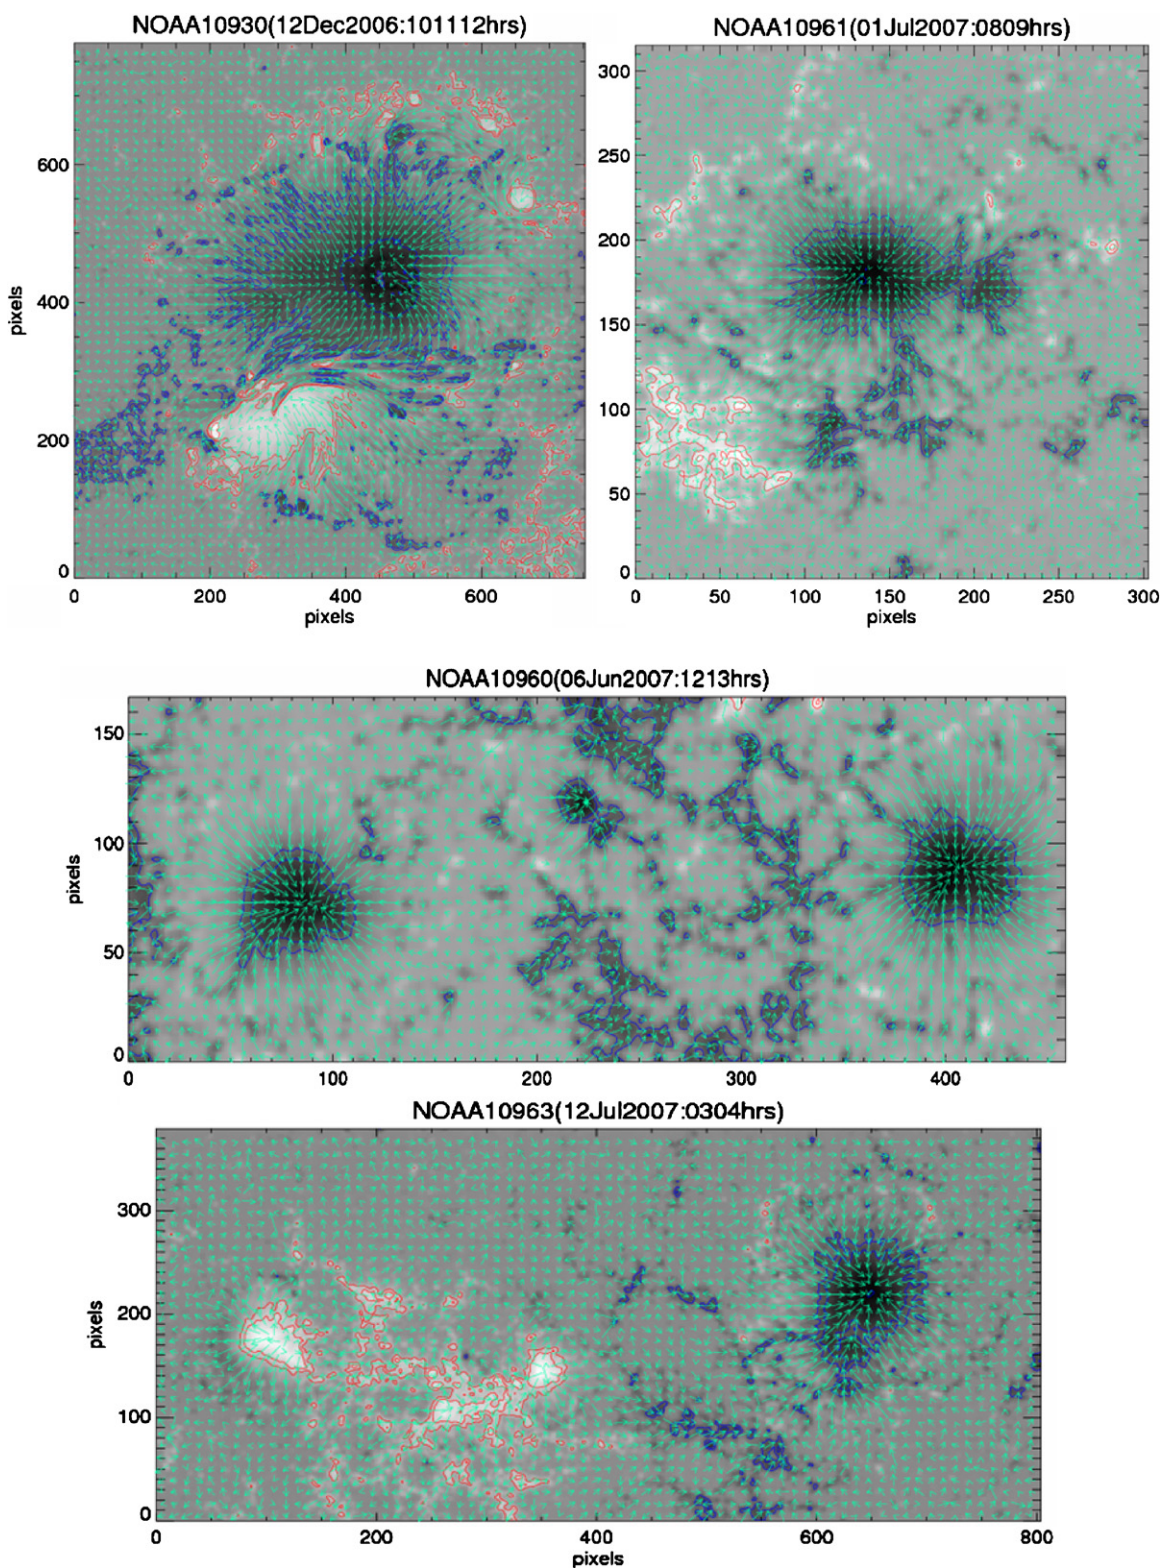 NOAA10930(12Dec2006:101112hrs)
NOAA10961(01Jul2007:0809hrs)
pixels
600
400
200
0
0 200 400 600
pixels
300
250
200
150
100
50
0
0 50 100 150 200 250 300
pixels
NOAA10960(06Jun2007:1213hrs)
pixels
150
100
50
0
0 100 200 300 400
NOAA10963(12Jul2007:0304hrs)
pixels
300
200
100
0
0 200 400 600 800
pixels